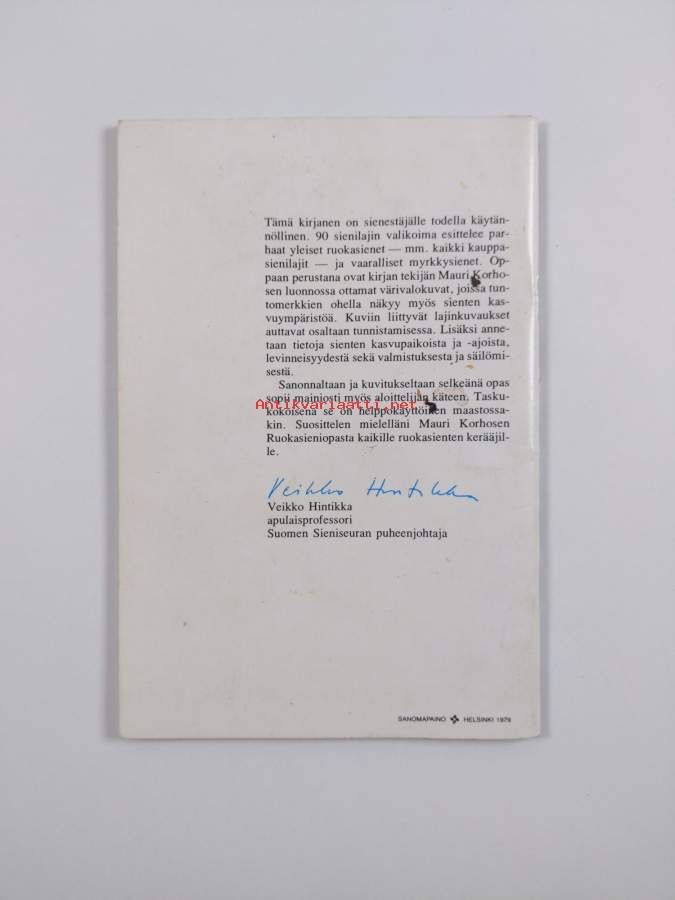 Tämä kirjanen on sienestäjälle todella käytän-
nöllinen. 90 sienilajin valikoima esittelee par-
haat yleiset ruokasienet — mm. kaikki kauppa-
sienilajit — ja vaaralliset myrkkysienet. Op-
paan perustana ovat kirjan tekijän Mauri Korho-
sen luonnossa ottamat värivalokuvat, joissa tun-
tomerkkien ohella näkyy myös sienten kas-
vuympäristöä. Kuviin liittyvät lajinkuvaukset
auttavat osaltaan tunnistamisessa. Lisäksi anne-
taan tietoja sienten kasvupaikoista ja -ajoista,
levinneisyydestä sekä valmistuksesta ja säilömi-
sestä.
Sanonnaltaan ja kuvitukseltaan selkeänä opas
sopii mainiosti myös aloittelijan käteen. Tasku-
Antikvariaatti.net
kokoisena se on helppokäyttöinen maastossa-
kin. Suosittelen mielelläni Mauri Korhosen
Ruokasieniopasta kaikille ruokasienten kerääjil-
le.
Veikko Hintikka
Veikko Hintikka
apulaisprofessori
Suomen Sieniseuran puheenjohtaja
SANOMAPAINO HELSINKI 1979